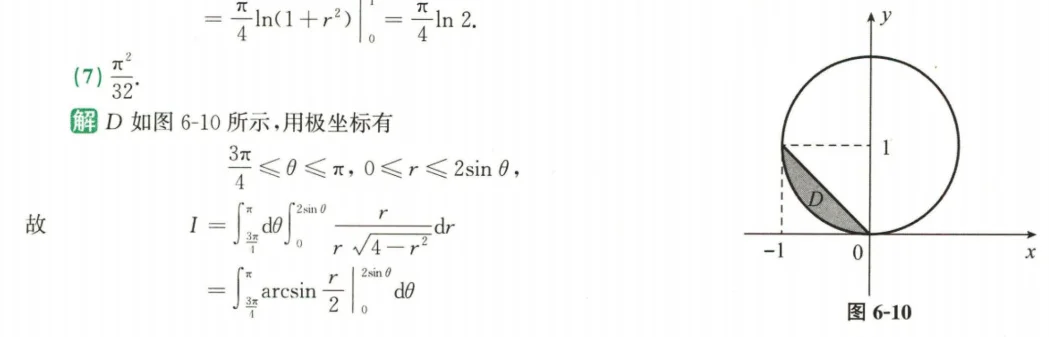 = π/4 ln(1+r²) |₀¹ = π/4 ln 2.
(7) π²/32.
解 D 如图 6-10 所示,用极坐标有
3π/4 ≤ θ ≤ π, 0 ≤ r ≤ 2sin θ,
故 I = ∫_{3π/4}^{π} dθ ∫_0^{2sin θ} r/(r√(4−r²)) dr
= ∫_{3π/4}^{π} arcsin r/2 |_0^{2sin θ} dθ
y
1
D
-1
0
x
图 6-10